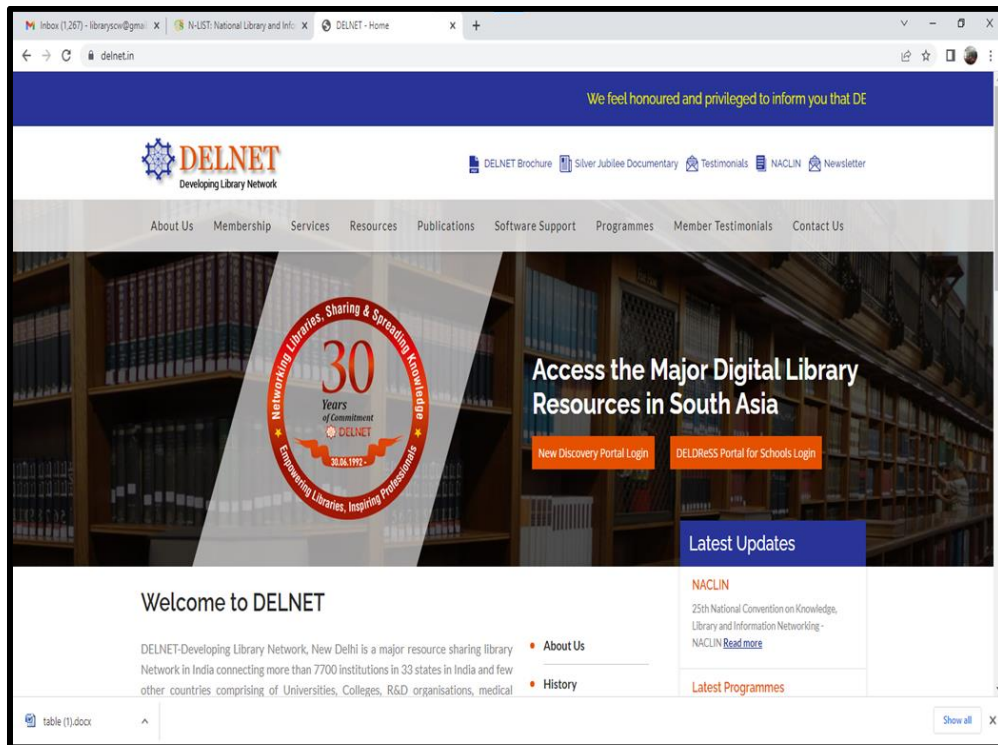 Inbox (1,267) - libraryscw@gmai
N-LIST: National Library and Info
DELNET - Home
delnet.in
We feel honoured and privileged to inform you that DE
DELNET
Developing Library Network
DELNET Brochure
Silver Jubilee Documentary
Testimonials
NACLIN
Newsletter
About Us Membership Services Resources Publications Software Support Programmes Member Testimonials Contact Us
Networking Libraries, Sharing & Spreading Knowledge
30
Years
of Commitment
DELNET
30.06.1992 -
Empowering Libraries, Inspiring Professionals
Access the Major Digital Library
Resources in South Asia
New Discovery Portal Login
DELDReSS Portal for Schools Login
Latest Updates
NACLIN
25th National Convention on Knowledge,
Library and Information Networking -
NACLIN Read more
Latest Programmes
Welcome to DELNET
DELNET-Developing Library Network, New Delhi is a major resource sharing library
Network in India connecting more than 7700 institutions in 33 states in India and few
other countries comprising of Universities, Colleges, R&D organisations, medical
About Us
History
table (1).docx
Show all